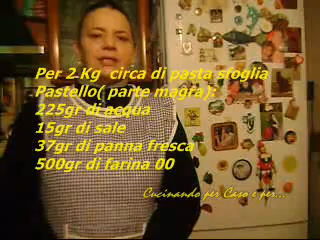 Per 2 Kg circa di pasta sfoglia
Pastello( parte magra):
225gr di acqua
15gr di sale
37gr di panna fresca
500gr di farina 00
Cucinando per Caso e per...